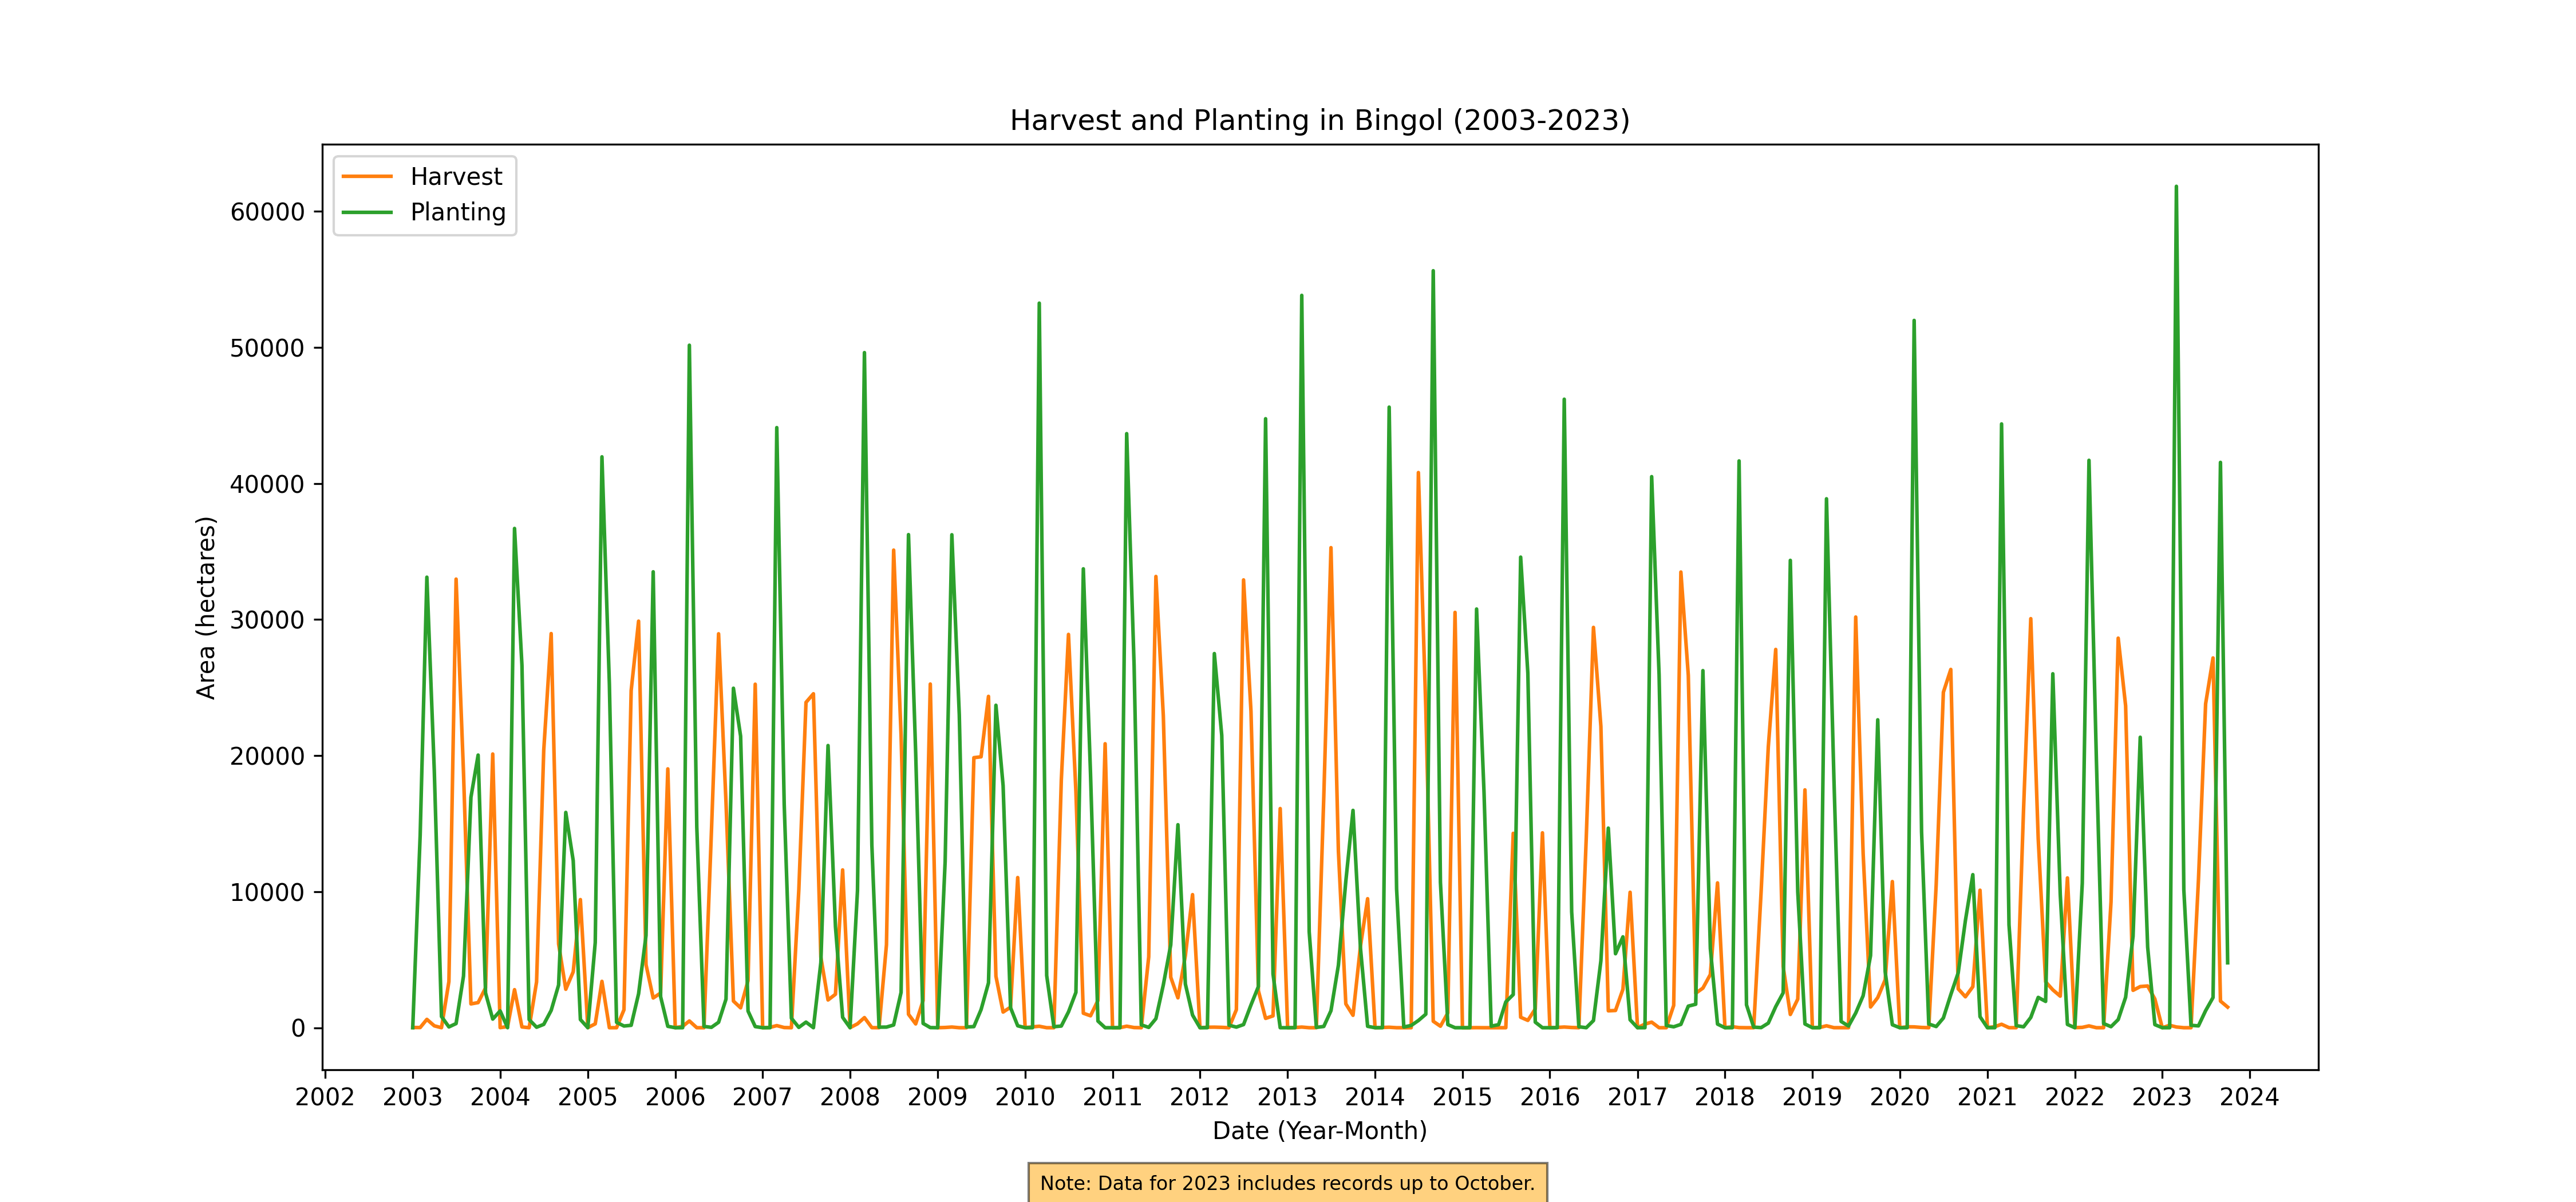 Harvest and Planting in Bingol (2003-2023)
Harvest
Planting
60000
50000
40000
30000
20000
10000
0
Area (hectares)
2002 2003 2004 2005 2006 2007 2008 2009 2010 2011 2012 2013 2014 2015 2016 2017 2018 2019 2020 2021 2022 2023 2024
Date (Year-Month)
Note: Data for 2023 includes records up to October.